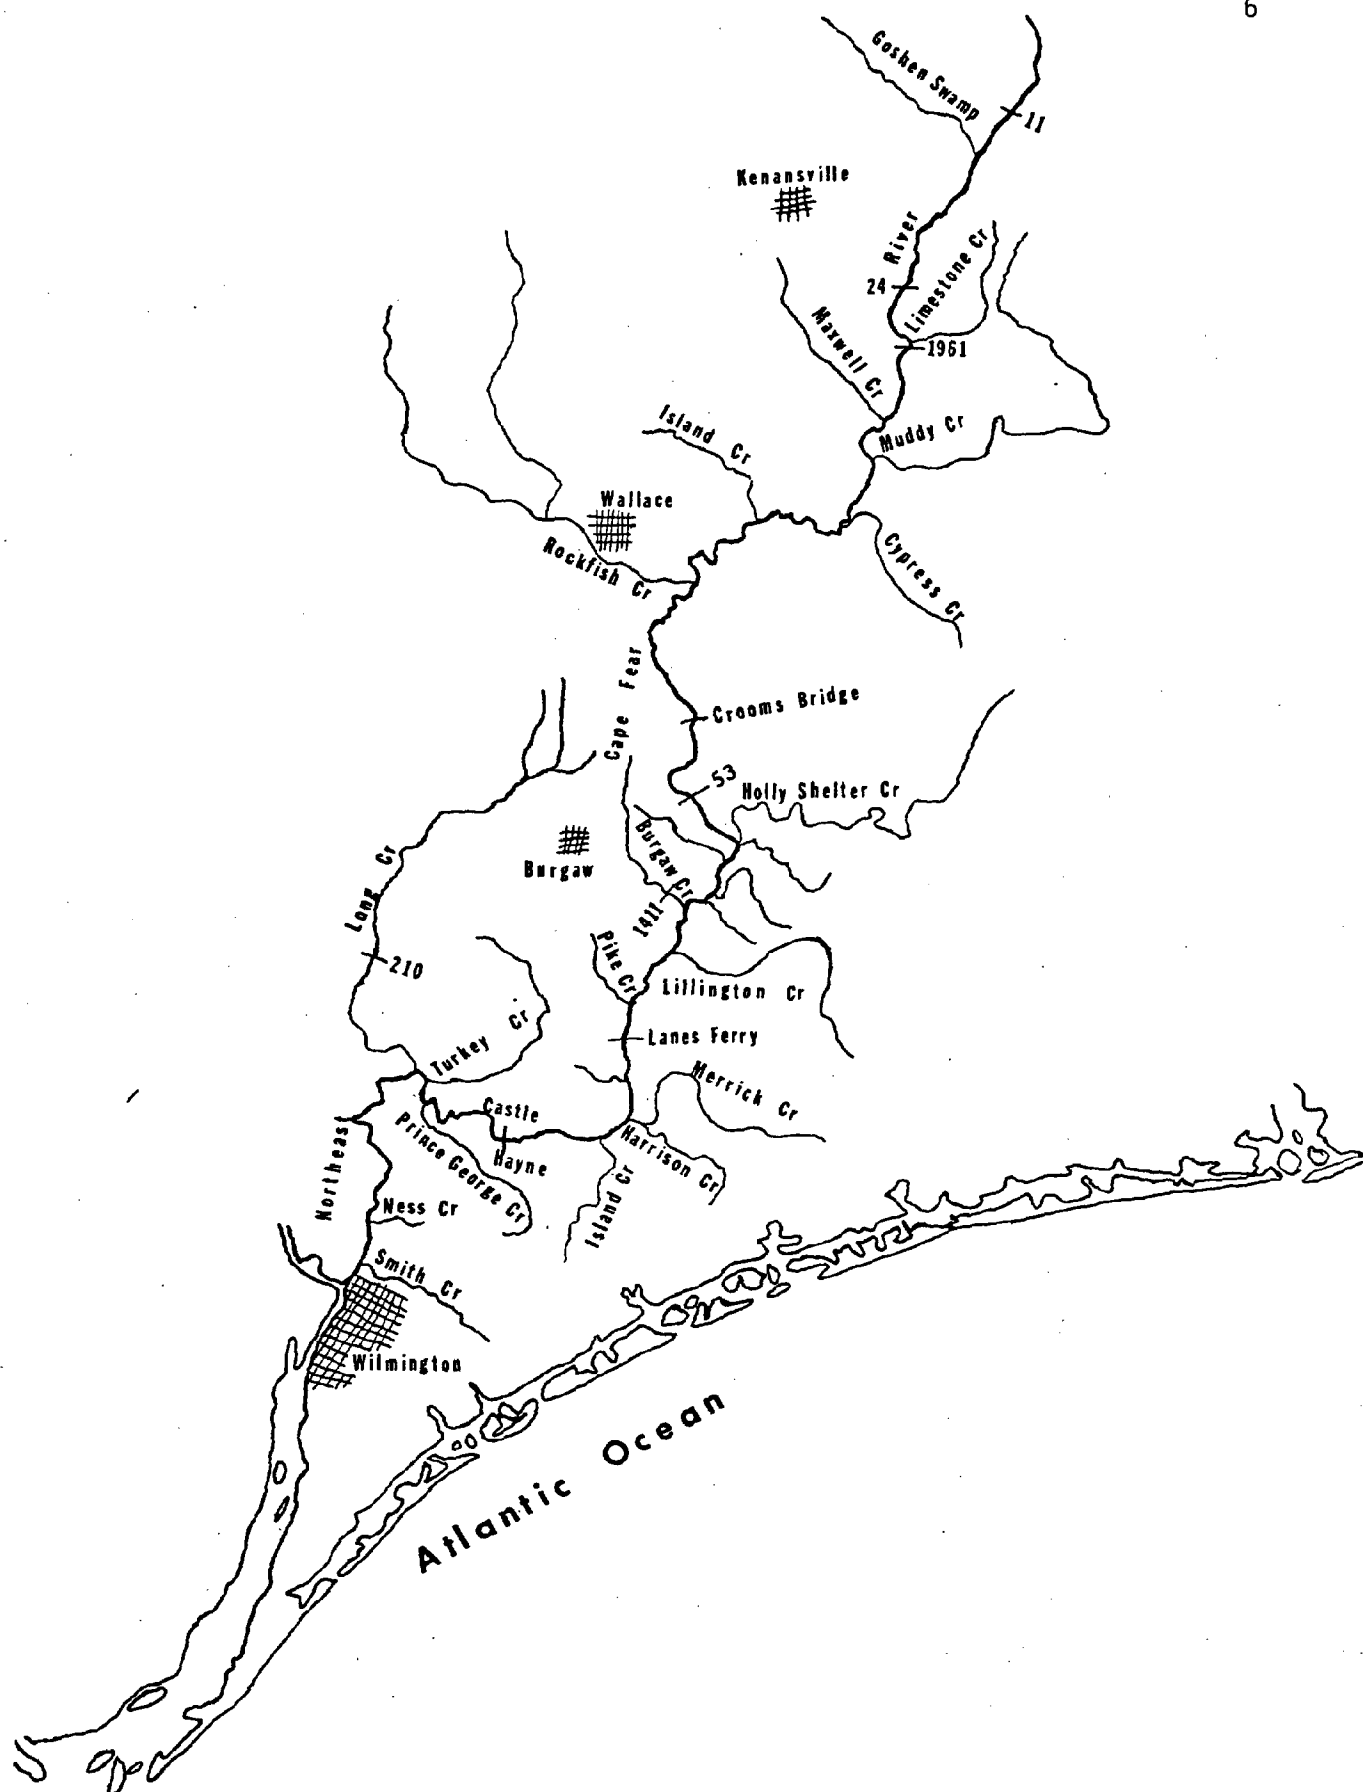 6
Goshen Swamp
11
Kenansville
River
24
Limestone Cr
1961
Maxwell Cr
Island Cr
Muddy Cr
Wallace
Rockfish Cr
Cypress Cr
Cape Fear
Crooms Bridge
53
Holly Shelter Cr
Burgaw
Burgaw Cr
Long Cr
1411
210
Pike Cr
Lillington Cr
Turkey Cr
Lanes Ferry
Merrick Cr
Castle
Hayne
Prince George Cr
Harrison Cr
Island Cr
Northeast
Ness Cr
Smith Cr
Wilmington
Atlantic Ocean